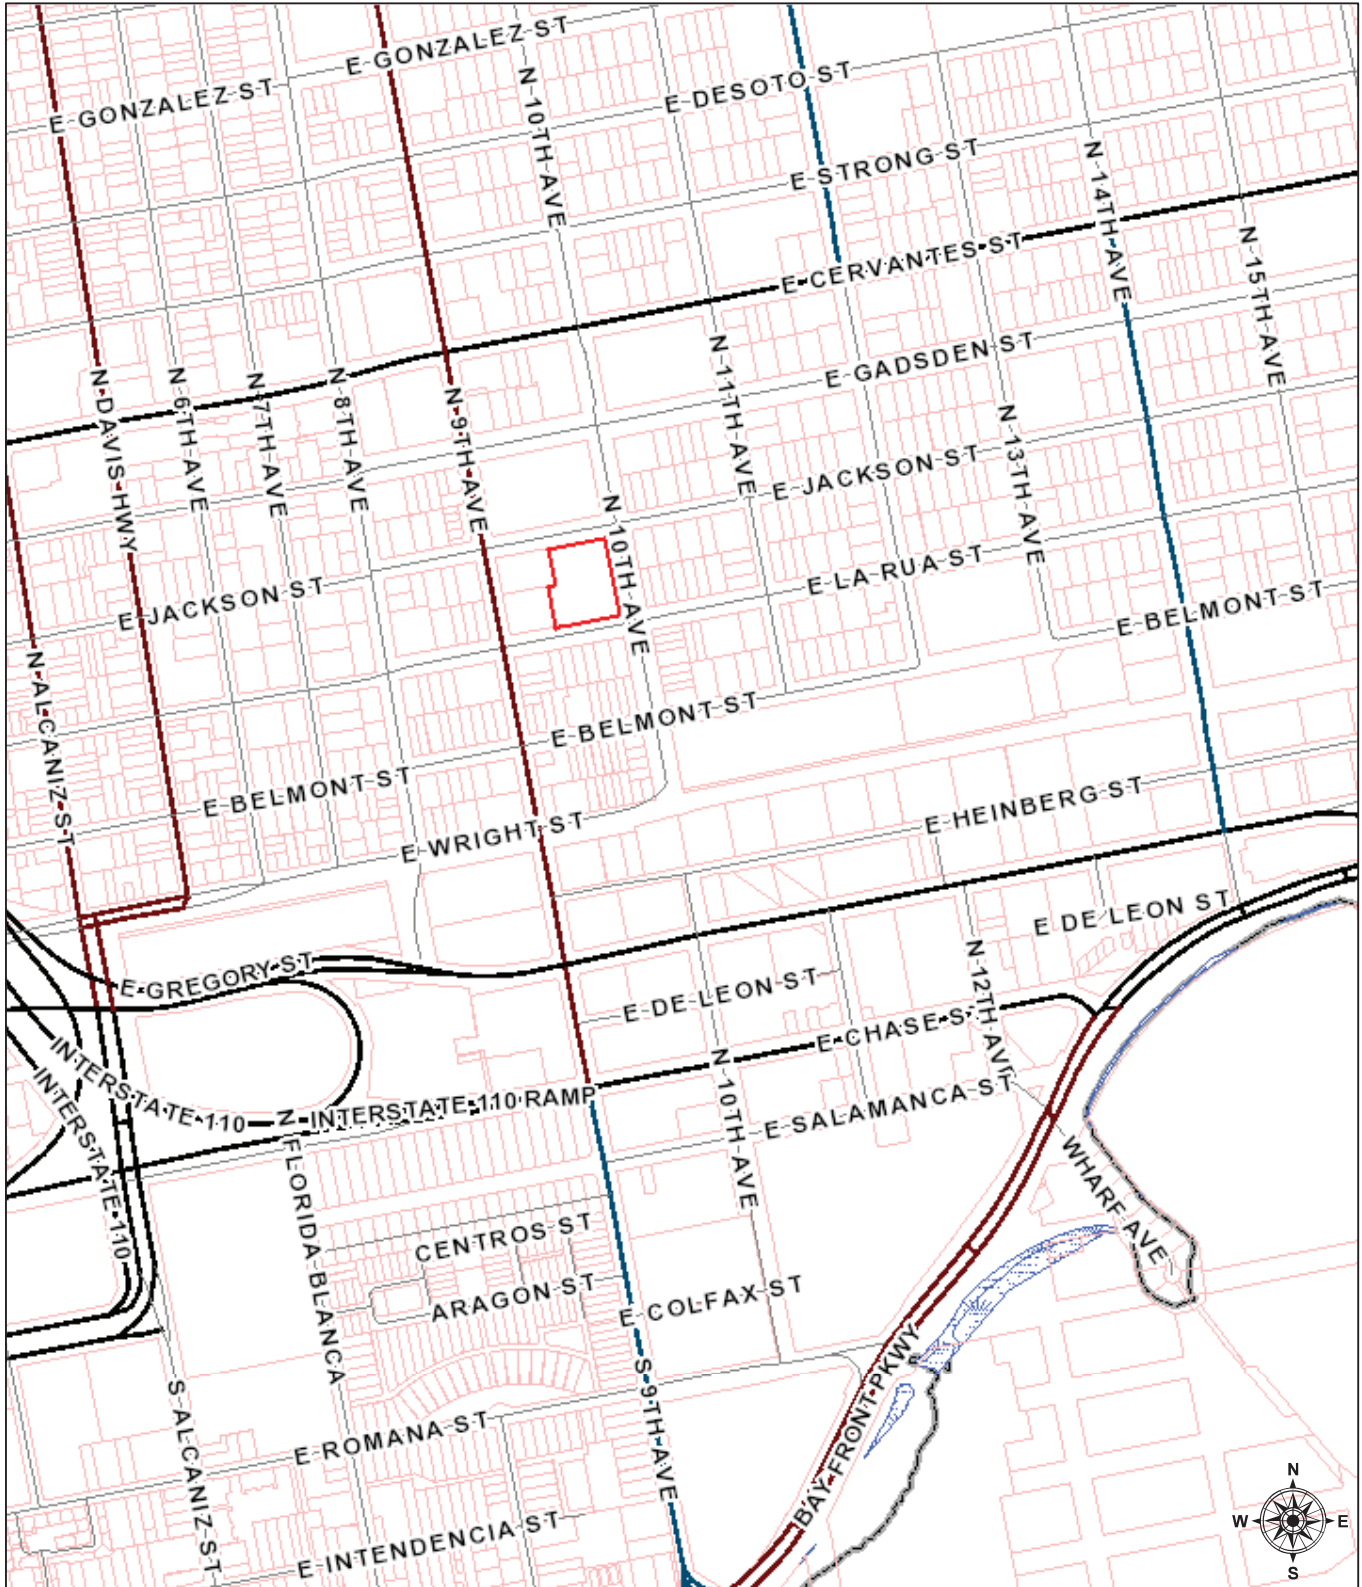 E GONZALEZ ST
E GONZALEZ ST
N 10TH AVE
E DESOTO ST
E STRONG ST
N 14TH AVE
E CERVANTES ST
N 15TH AVE
N DAVIS HWY
N 6TH AVE
N 7TH AVE
N 8TH AVE
N 9TH AVE
N 11TH AVE
E GADSDEN ST
N 13TH AVE
E JACKSON ST
N 10TH AVE
E JACKSON ST
E LA RUA ST
E BELMONT ST
N ALCANIZ ST
E BELMONT ST
E BELMONT ST
E WRIGHT ST
E HEINBERG ST
E DE LEON ST
E GREGORY ST
E DE LEON ST
N 12TH AVE
E CHASE ST
INTERSTATE 110
INTERSTATE 110
INTERSTATE 110 RAMP
N 10TH AVE
E SALAMANCA ST
N FLORIDA BLANCA
WHARF AVE
CENTROS ST
ARAGON ST
E COLFAX ST
S 9TH AVE
BAY FRONT PKWY
S ALCANIZ ST
E ROMANA ST
E INTENDENCIA ST
N
W E
S